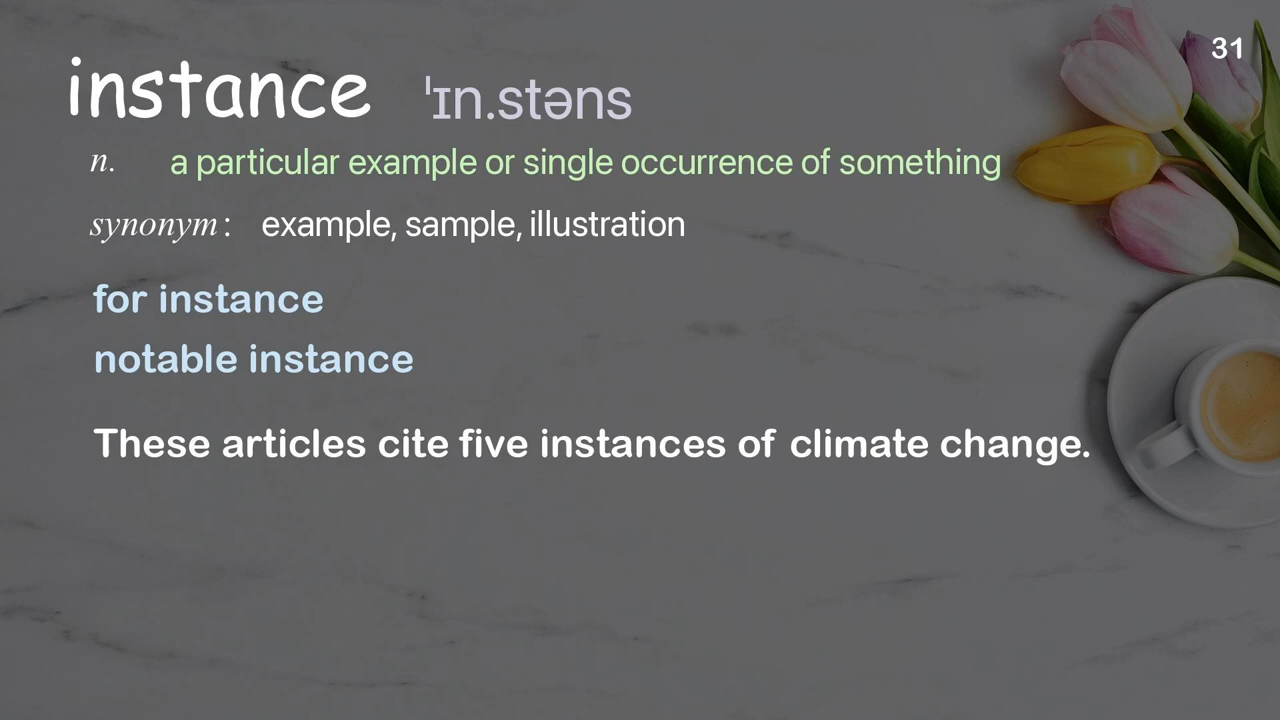 31
instance ˈɪn.stəns
n. a particular example or single occurrence of something
synonym: example, sample, illustration
for instance
notable instance
These articles cite five instances of climate change.